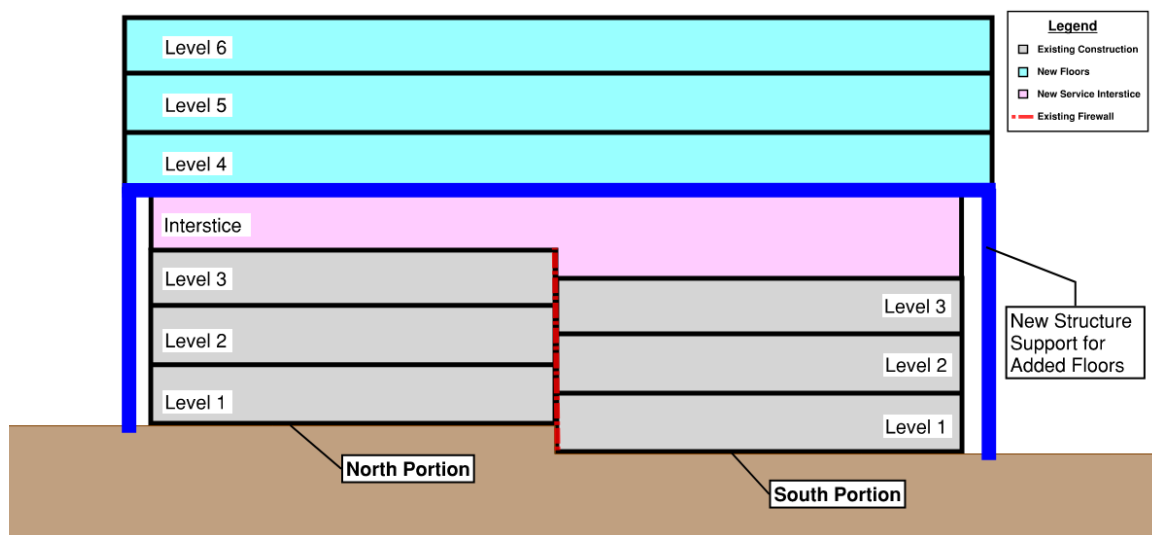 Legend
Existing Construction
New Floors
New Service Interstice
Existing Firewall
Level 6
Level 5
Level 4
Interstice
Level 3
Level 2
Level 1
Level 3
Level 2
Level 1
New Structure
Support for
Added Floors
North Portion
South Portion